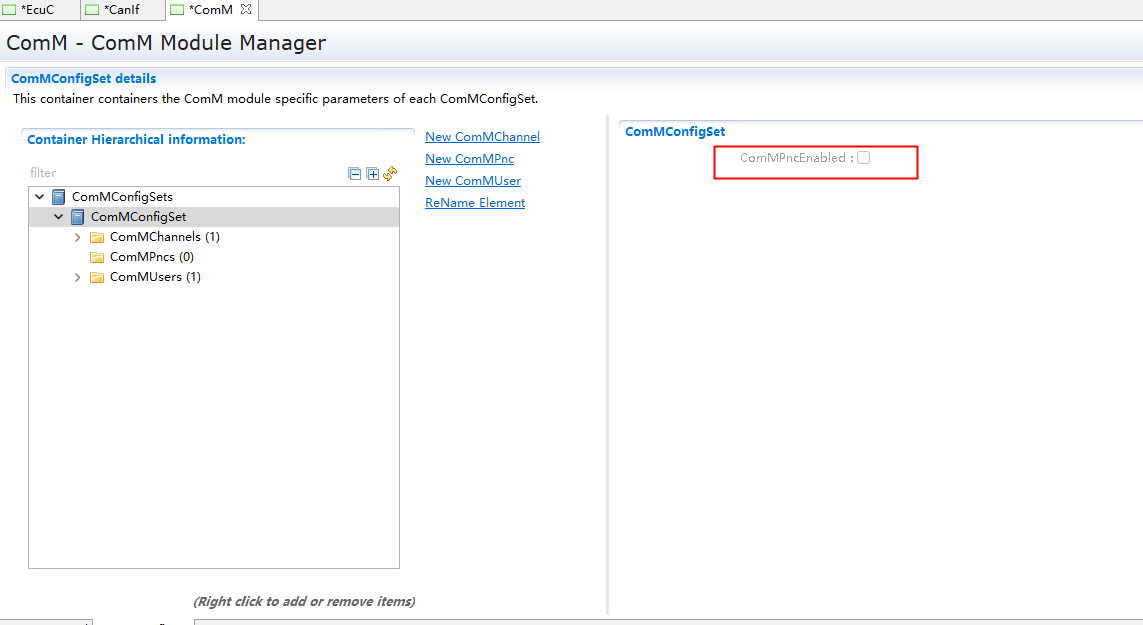 *EcuC *CanIf *ComM
ComM - ComM Module Manager
ComMConfigSet details
This container containers the ComM module specific parameters of each ComMConfigSet.
Container Hierarchical information:
filter
ComMConfigSets
ComMConfigSet
ComMChannels (1)
ComMPncs (0)
ComMUsers (1)
New ComMChannel
New ComMPnc
New ComMUser
ReName Element
ComMConfigSet
ComMPncEnabled :
(Right click to add or remove items)